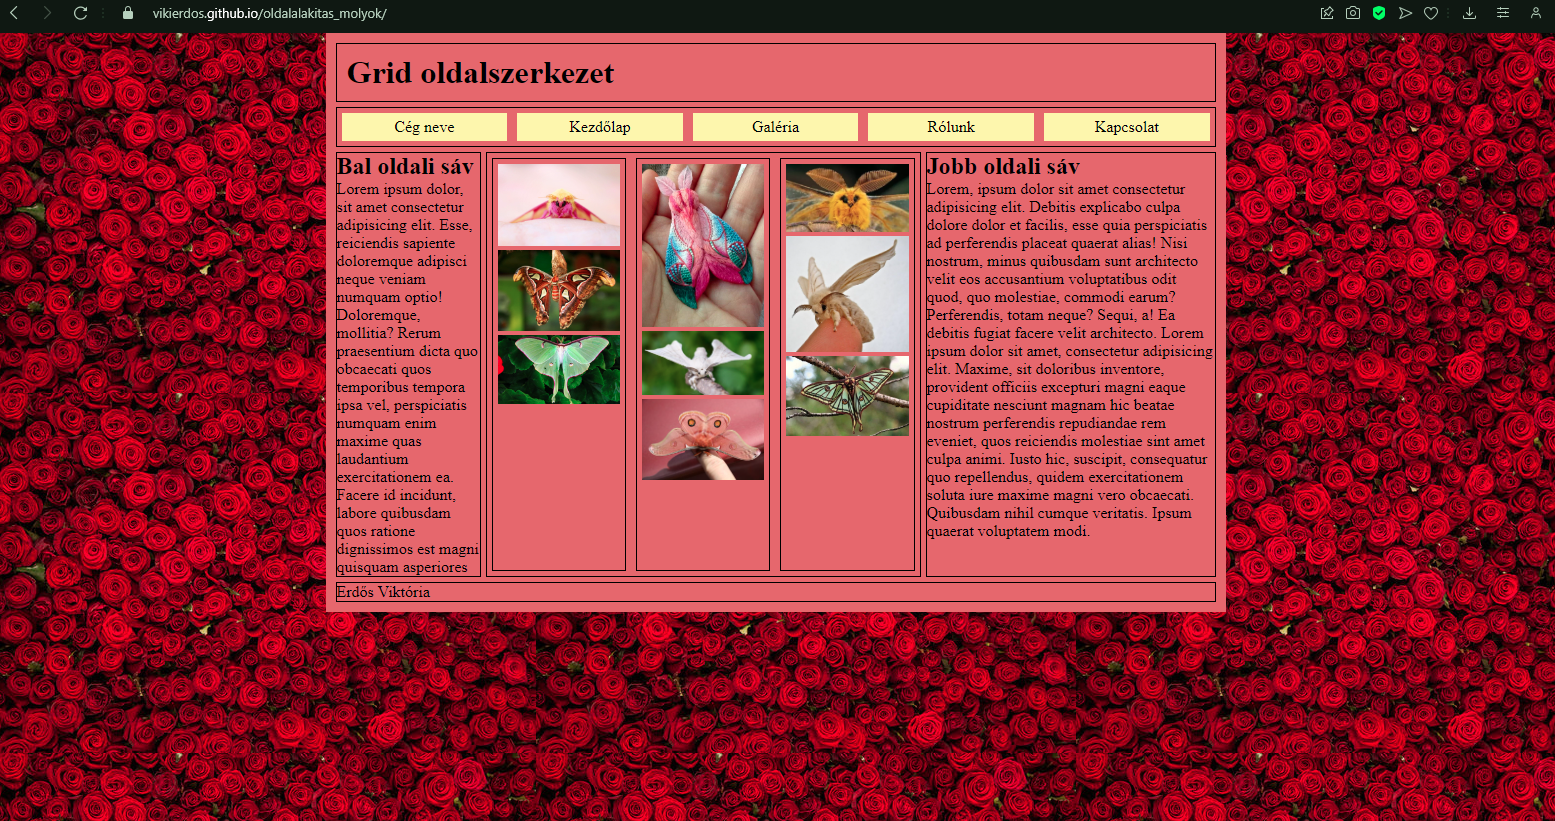 vikierdos.github.io/oldalalakitas_molyok/
Grid oldalszerkezet
Cég neve
Kezdőlap
Galéria
Rólunk
Kapcsolat
Bal oldali sáv
Lorem ipsum dolor,
sit amet consectetur
adipisicing elit. Esse,
reiciendis sapiente
doloremque adipisci
neque veniam
numquam optio!
Doloremque,
mollitia? Rerum
praesentium dicta quo
obcaecati quos
temporibus tempora
ipsa vel, perspiciatis
numquam enim
maxime quas
laudantium
exercitationem ea.
Facere id incidunt,
labore quibusdam
quos ratione
dignissimos est magni
quisquam asperiores
Jobb oldali sáv
Lorem, ipsum dolor sit amet consectetur
adipisicing elit. Debitis explicabo culpa
dolore dolor et facilis, esse quia perspiciatis
ad perferendis placeat quaerat alias! Nisi
nostrum, minus quibusdam sunt architecto
velit eos accusantium voluptatibus odit
quod, quo molestiae, commodi earum?
Perferendis, totam neque? Sequi, a! Ea
debitis fugiat facere velit architecto. Lorem
ipsum dolor sit amet, consectetur adipisicing
elit. Maxime, sit doloribus inventore,
provident officiis excepturi magni eaque
cupiditate nesciunt magnam hic beatae
nostrum perferendis repudiandae rem
eveniet, quos reiciendis molestiae sint amet
culpa animi. Iusto hic, suscipit, consequatur
quo repellendus, quidem exercitationem
soluta iure maxime magni vero obcaecati.
Quibusdam nihil cumque veritatis. Ipsum
quaerat voluptatem modi.
Erdős Viktória